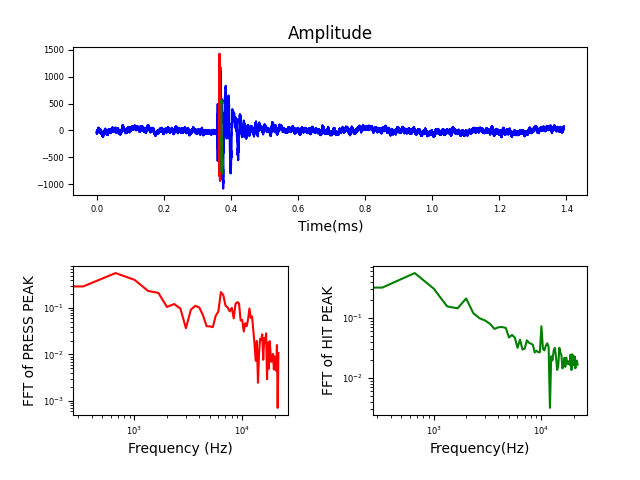 Amplitude
1500
1000
500
0
−500
−1000
0.0 0.2 0.4 0.6 0.8 1.0 1.2 1.4
Time(ms)
FFT of PRESS PEAK
10⁻¹
10⁻²
10⁻³
10³ 10⁴
Frequency (Hz)
FFT of HIT PEAK
10⁻¹
10⁻²
10³ 10⁴
Frequency(Hz)